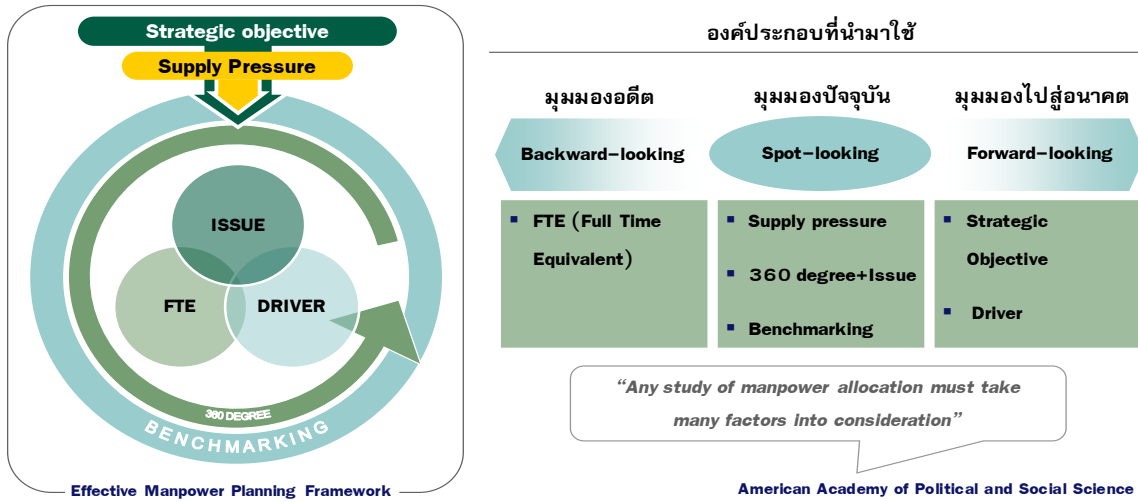 Strategic objective
Supply Pressure
ISSUE
FTE
DRIVER
360 DEGREE
BENCHMARKING
Effective Manpower Planning Framework
องค์ประกอบที่นำมาใช้
มุมมองอดีต
มุมมองปัจจุบัน
มุมมองไปสู่อนาคต
Backward-looking
Spot-looking
Forward-looking
▪ FTE (Full Time
Equivalent)
▪ Supply pressure
▪ 360 degree+Issue
▪ Benchmarking
▪ Strategic
Objective
▪ Driver
“Any study of manpower allocation must take
many factors into consideration”
American Academy of Political and Social Science